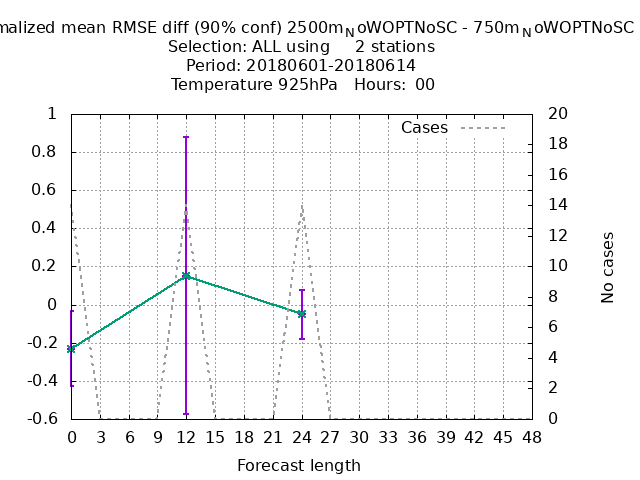 malized mean RMSE diff (90% conf) 2500mNoWOPTNoSC - 750mNoWOPTNoSC
Selection: ALL using 2 stations
Period: 20180601-20180614
Temperature 925hPa Hours: 00
Cases
1
0.8
0.6
0.4
0.2
0
-0.2
-0.4
-0.6
20
18
16
14
12
10
8
6
4
2
0
No cases
0 3 6 9 12 15 18 21 24 27 30 33 36 39 42 45 48
Forecast length